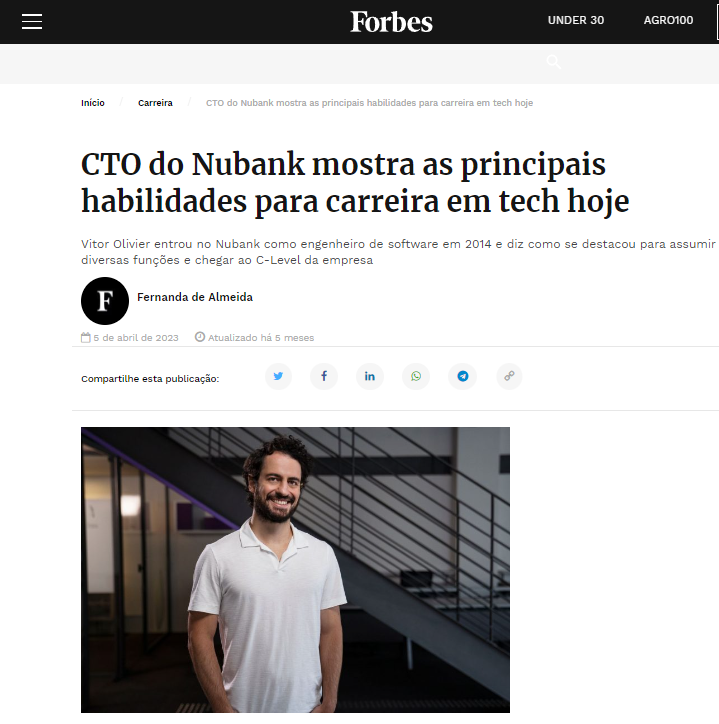 Forbes
UNDER 30
AGRO100
Início / Carreira / CTO do Nubank mostra as principais habilidades para carreira em tech hoje
CTO do Nubank mostra as principais
habilidades para carreira em tech hoje
Vitor Olivier entrou no Nubank como engenheiro de software em 2014 e diz como se destacou para assumir
diversas funções e chegar ao C-Level da empresa
F
Fernanda de Almeida
5 de abril de 2023 Atualizado há 5 meses
Compartilhe esta publicação: